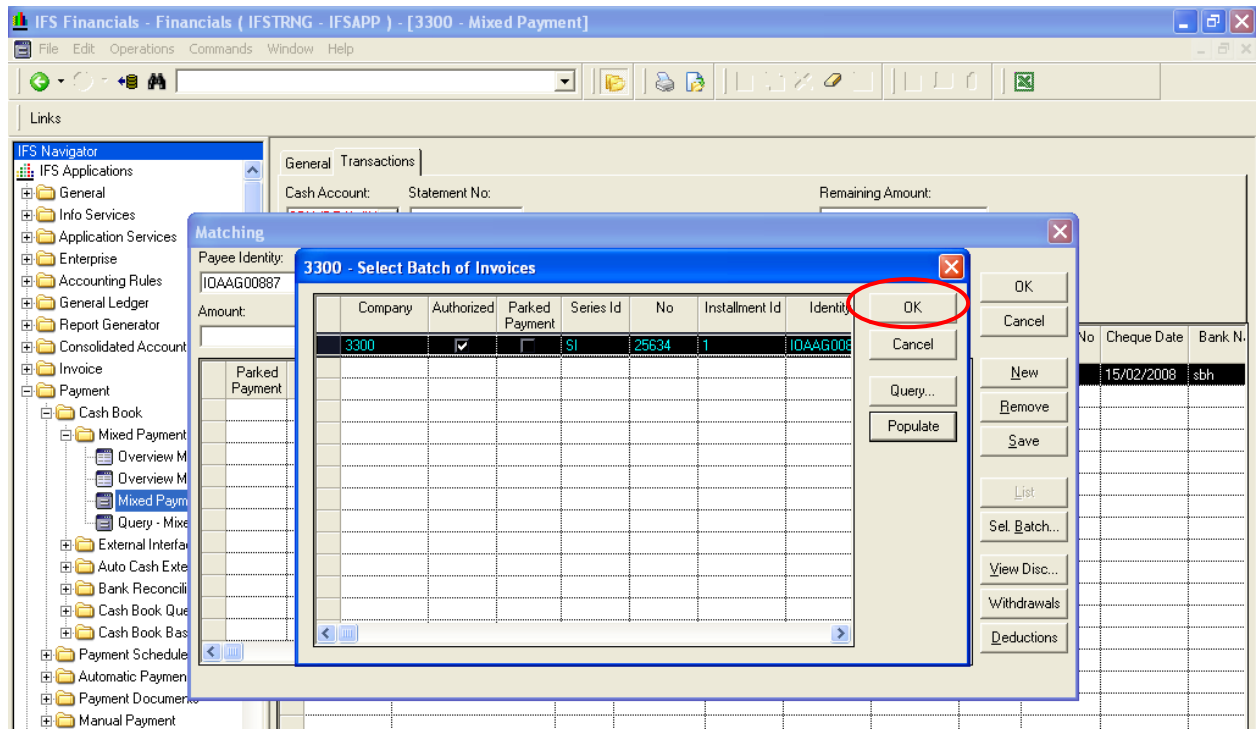 IFS Financials - Financials ( IFSTRNG - IFSAPP ) - [3300 - Mixed Payment]
File Edit Operations Commands Window Help
Links
IFS Navigator
IFS Applications
General
Info Services
Application Services
Enterprise
Accounting Rules
General Ledger
Report Generator
Consolidated Account
Invoice
Payment
Cash Book
Mixed Payment
Overview M
Overview M
Mixed Paym
Query - Mixe
External Interfa
Auto Cash Exte
Bank Reconcili
Cash Book Que
Cash Book Bas
Payment Schedule
Automatic Paymen
Payment Documen
Manual Payment
General Transactions
Cash Account: Statement No: Remaining Amount:
No Cheque Date Bank N
15/02/2008 sbh
Matching
Payee Identity:
IOAAG00887
Amount:
Parked Payment
OK
Cancel
New
Remove
Save
List
Sel. Batch...
View Disc...
Withdrawals
Deductions
3300 - Select Batch of Invoices
Company Authorized Parked Payment Series Id No Installment Id Identity
3300 SI 25634 1 IOAAG008
OK
Cancel
Query...
Populate